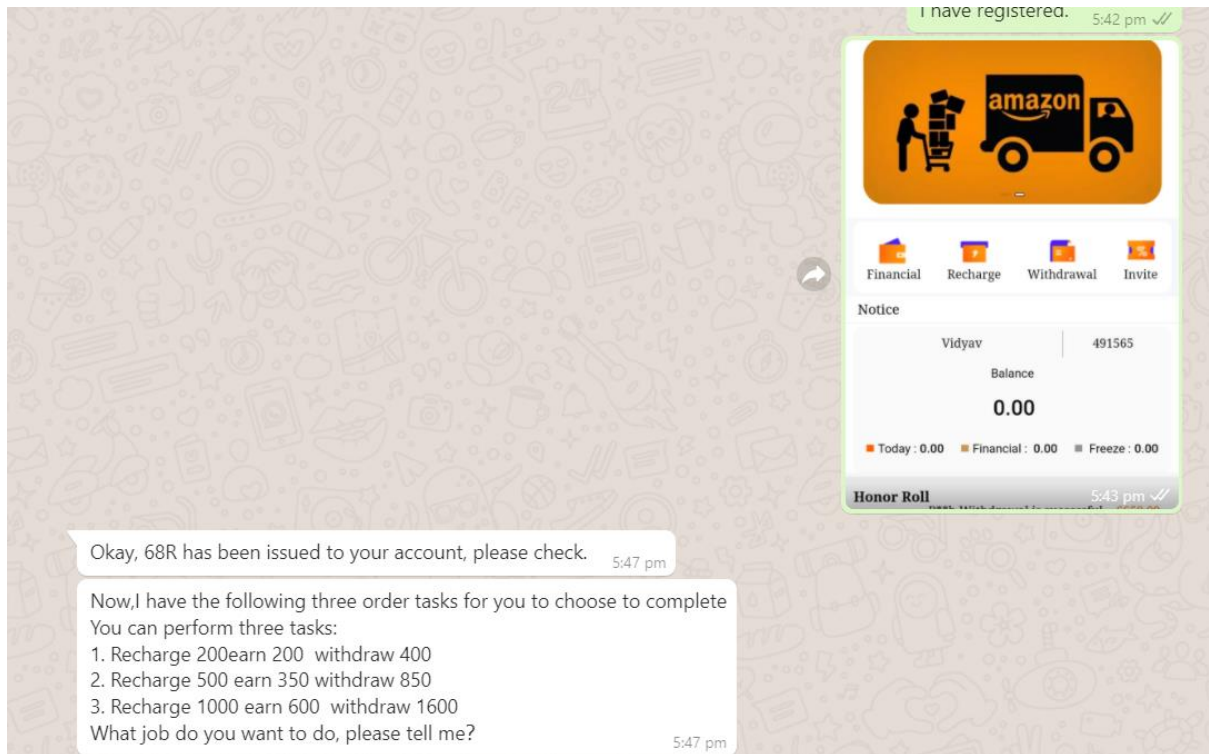 I have registered. 5:42 pm
amazon
Financial Recharge Withdrawal Invite
Notice
Vidyav 491565
Balance
0.00
Today : 0.00 Financial : 0.00 Freeze : 0.00
Honor Roll 5:43 pm
Okay, 68R has been issued to your account, please check. 5:47 pm
Now,I have the following three order tasks for you to choose to complete
You can perform three tasks:
1. Recharge 200earn 200 withdraw 400
2. Recharge 500 earn 350 withdraw 850
3. Recharge 1000 earn 600 withdraw 1600
What job do you want to do, please tell me?
5:47 pm